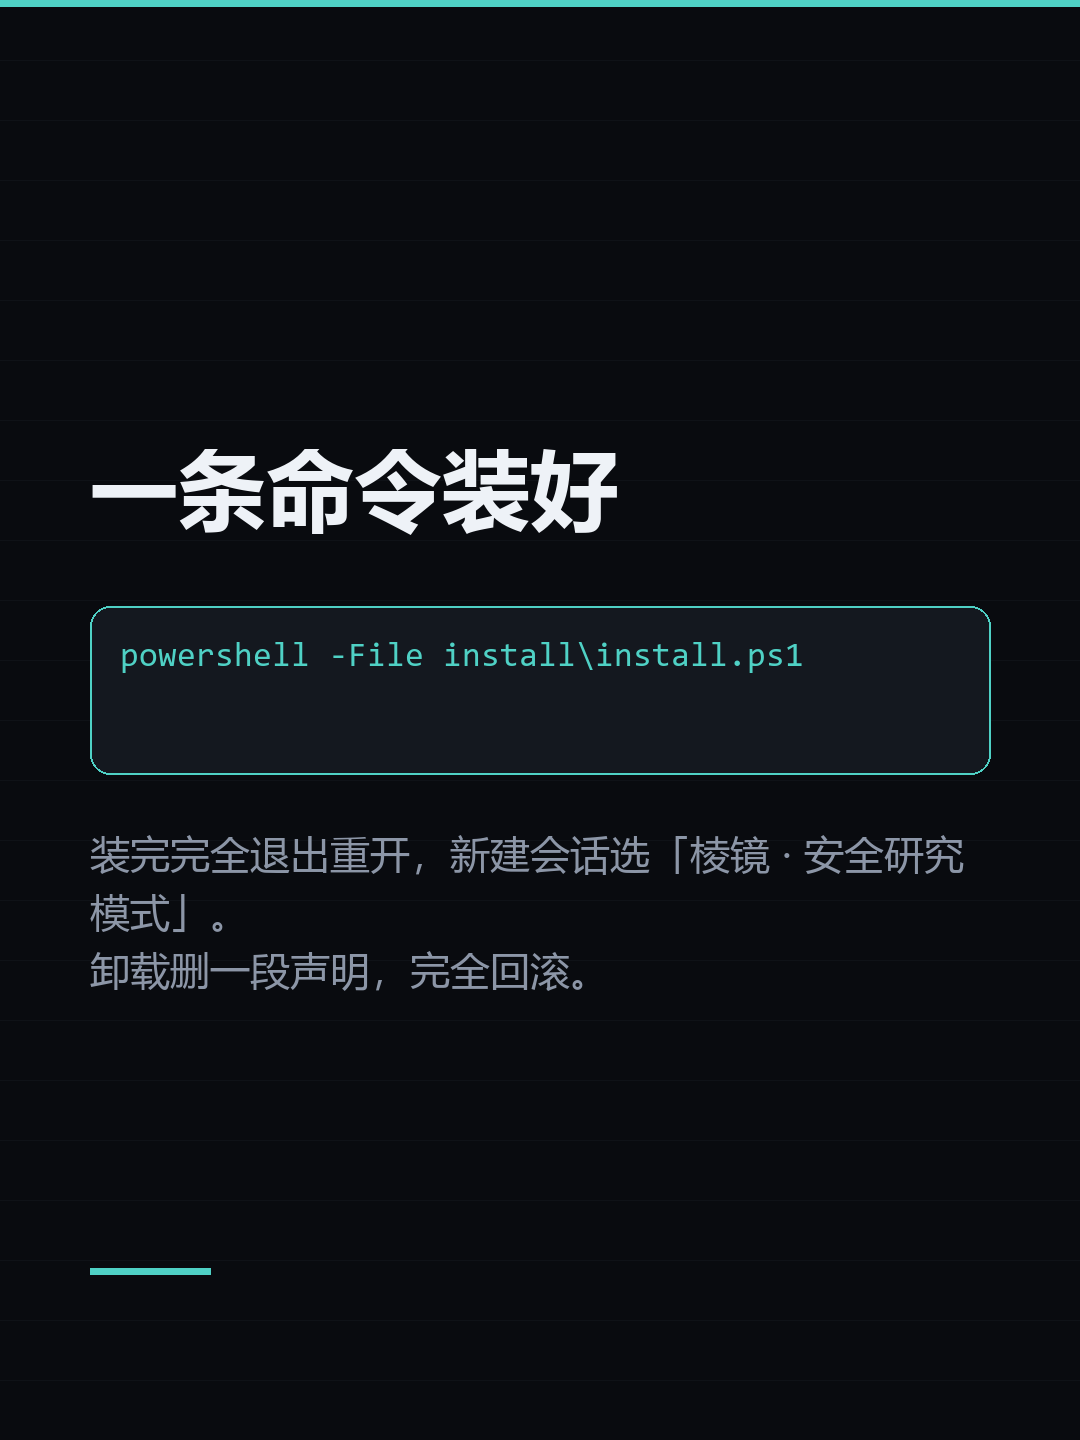 一条命令装好
powershell -File install\install.ps1
装完完全退出重开，新建会话选「棱镜 · 安全研究
模式」。
卸载删一段声明，完全回滚。